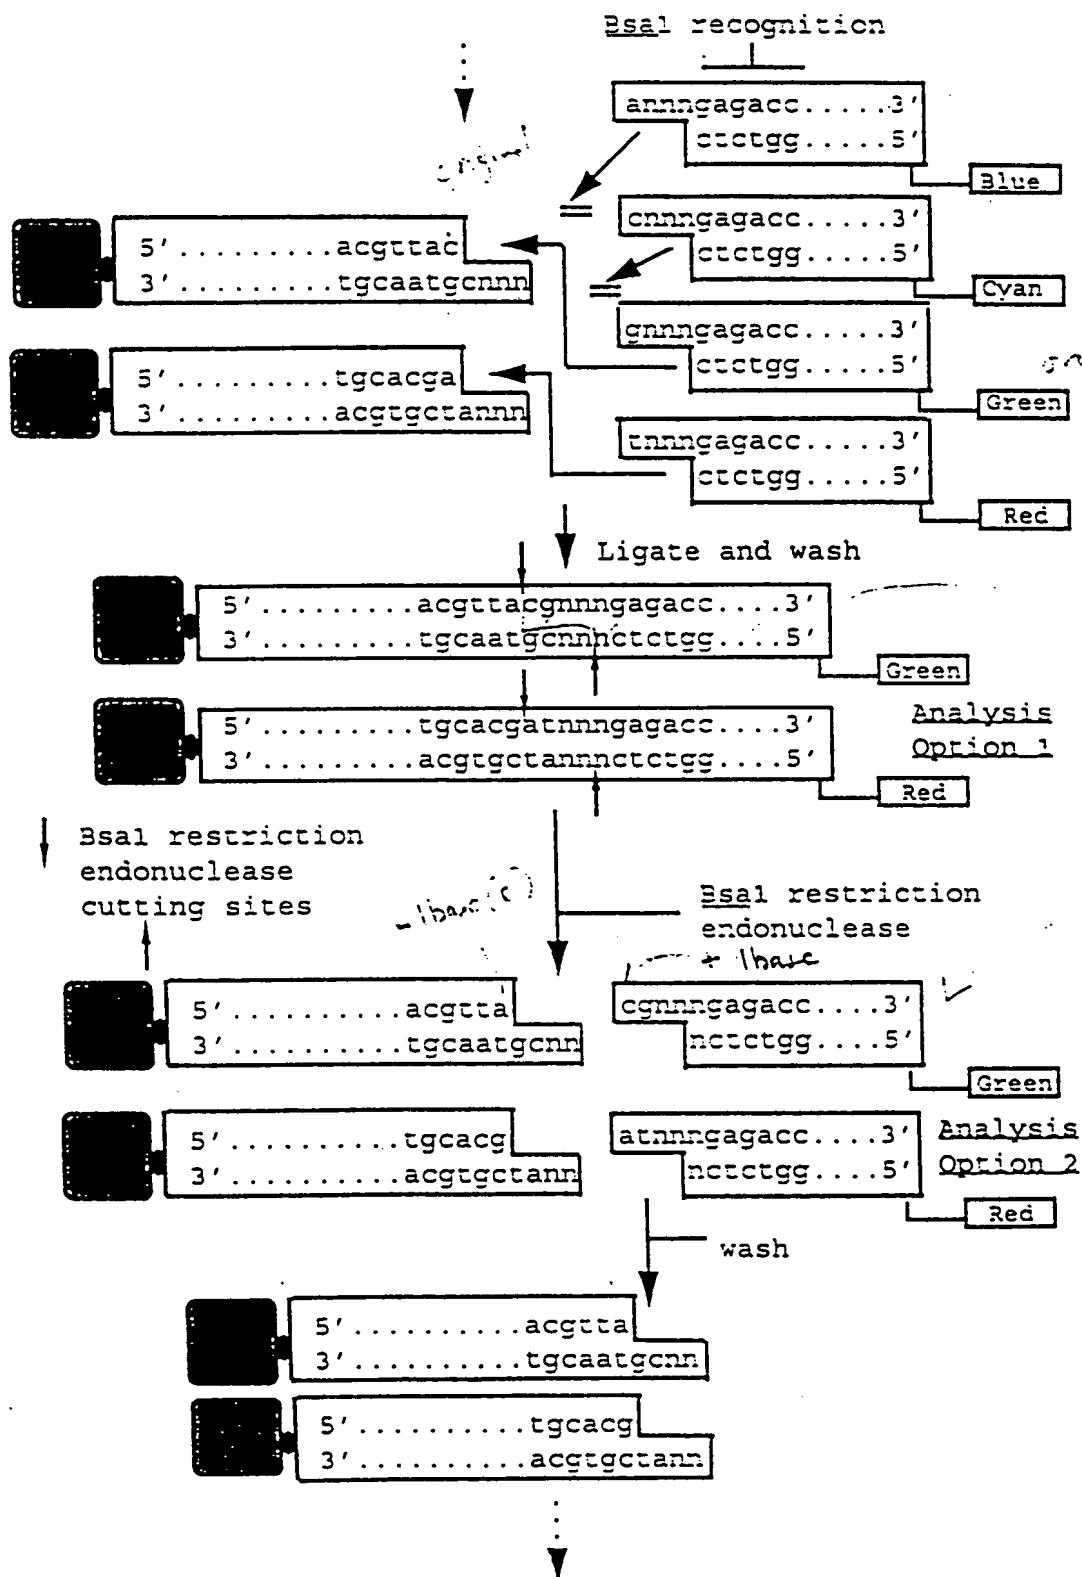 Bsa1 recognition
annngagacc.....3'
ctctgg.....5'
Blue
cnnngagacc.....3'
ctctgg.....5'
Cyan
5'.........acgttac
3'.........tgcaatgcnnn
gnnngagacc.....3'
ctctgg.....5'
Green
5'.........tgcacga
3'.........acgtgctannn
tnnngagacc.....3'
ctctgg.....5'
Red
Ligate and wash
5'.........acgttacgnnngagacc....3'
3'.........tgcaatgcnnnctctgg....5'
Green
5'.........tgcacgatnnngagacc....3'
3'.........acgtgctannnctctgg....5'
Red
Analysis
Option 1
Bsa1 restriction
endonuclease
cutting sites
- 1base (c)
Bsa1 restriction
endonuclease
+ 1base
5'..........acgtta
3'..........tgcaatgcnn
cgnnngagacc....3'
nctctgg....5'
Green
5'..........tgcacg
3'..........acgtgctann
atnnngagacc....3'
nctctgg....5'
Red
Analysis
Option 2
wash
5'..........acgtta
3'..........tgcaatgcnn
5'..........tgcacg
3'..........acgtgctann